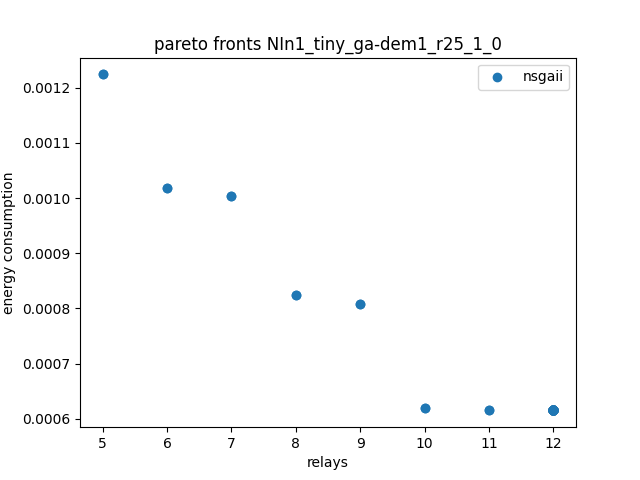 pareto fronts NIn1_tiny_ga-dem1_r25_1_0
nsgaii
energy consumption
0.0012
0.0011
0.0010
0.0009
0.0008
0.0007
0.0006
5 6 7 8 9 10 11 12
relays